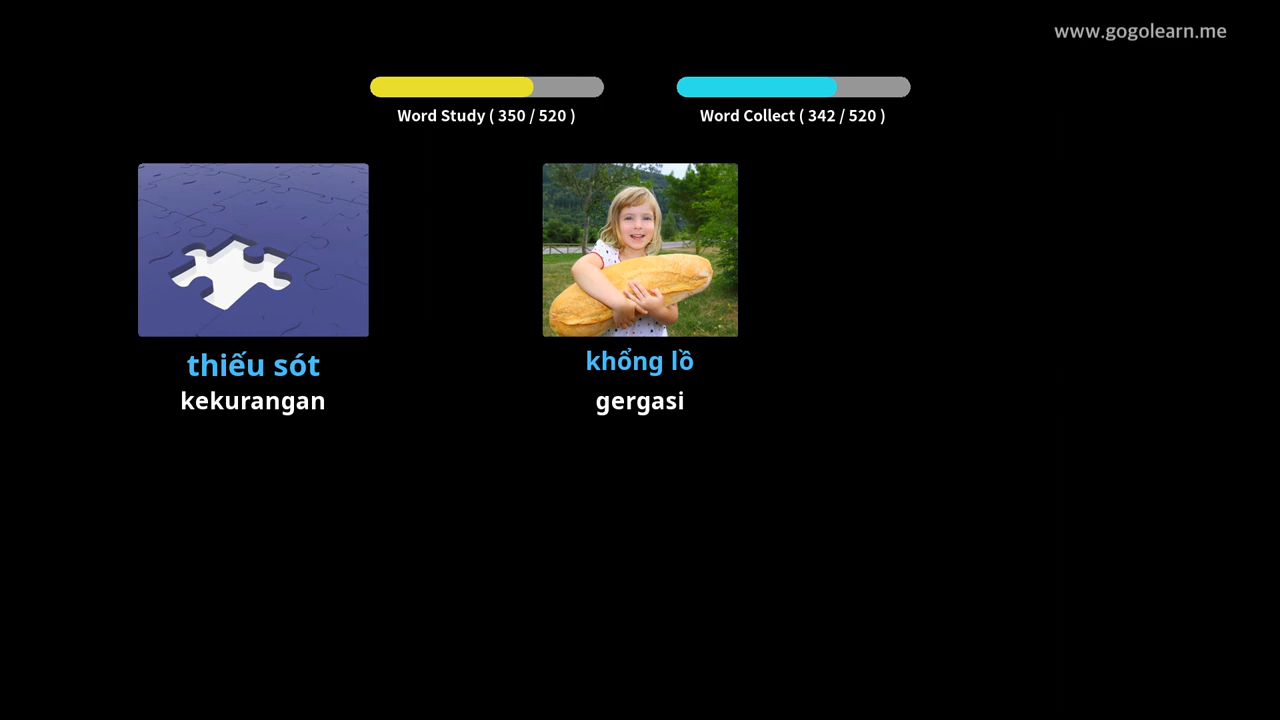 www.gogolearn.me
Word Study ( 350 / 520 )
Word Collect ( 342 / 520 )
thiếu sót
kekurangan
khổng lồ
gergasi